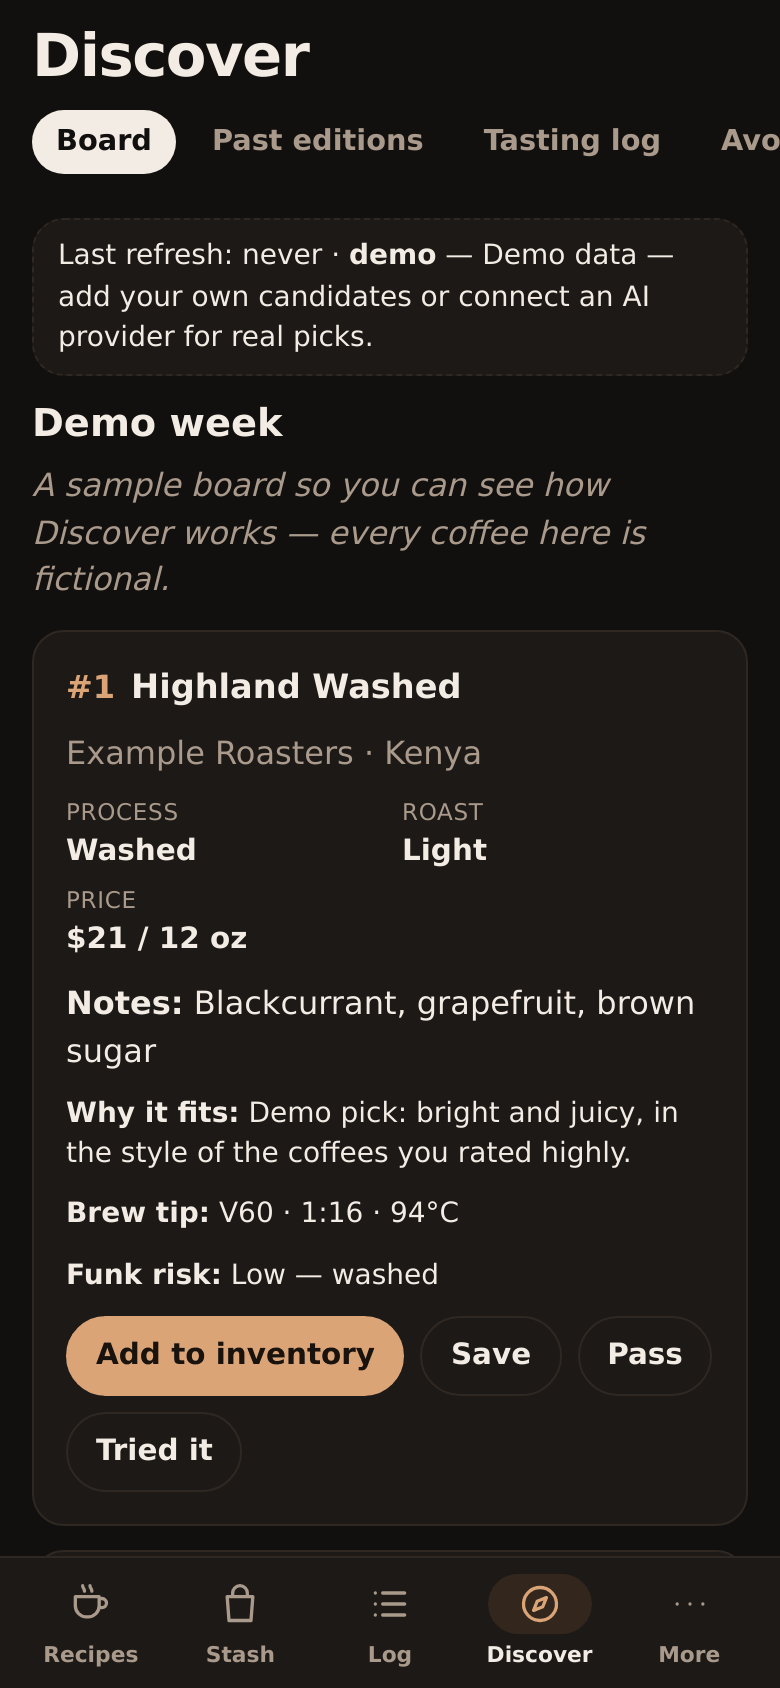 Discover
Board Past editions Tasting log Avo
Last refresh: never · demo — Demo data —
add your own candidates or connect an AI
provider for real picks.
Demo week
A sample board so you can see how
Discover works — every coffee here is
fictional.
#1 Highland Washed
Example Roasters · Kenya
PROCESS ROAST
Washed Light
PRICE
$21 / 12 oz
Notes: Blackcurrant, grapefruit, brown
sugar
Why it fits: Demo pick: bright and juicy, in
the style of the coffees you rated highly.
Brew tip: V60 · 1:16 · 94°C
Funk risk: Low — washed
Add to inventory Save Pass
Tried it
Recipes Stash Log Discover More